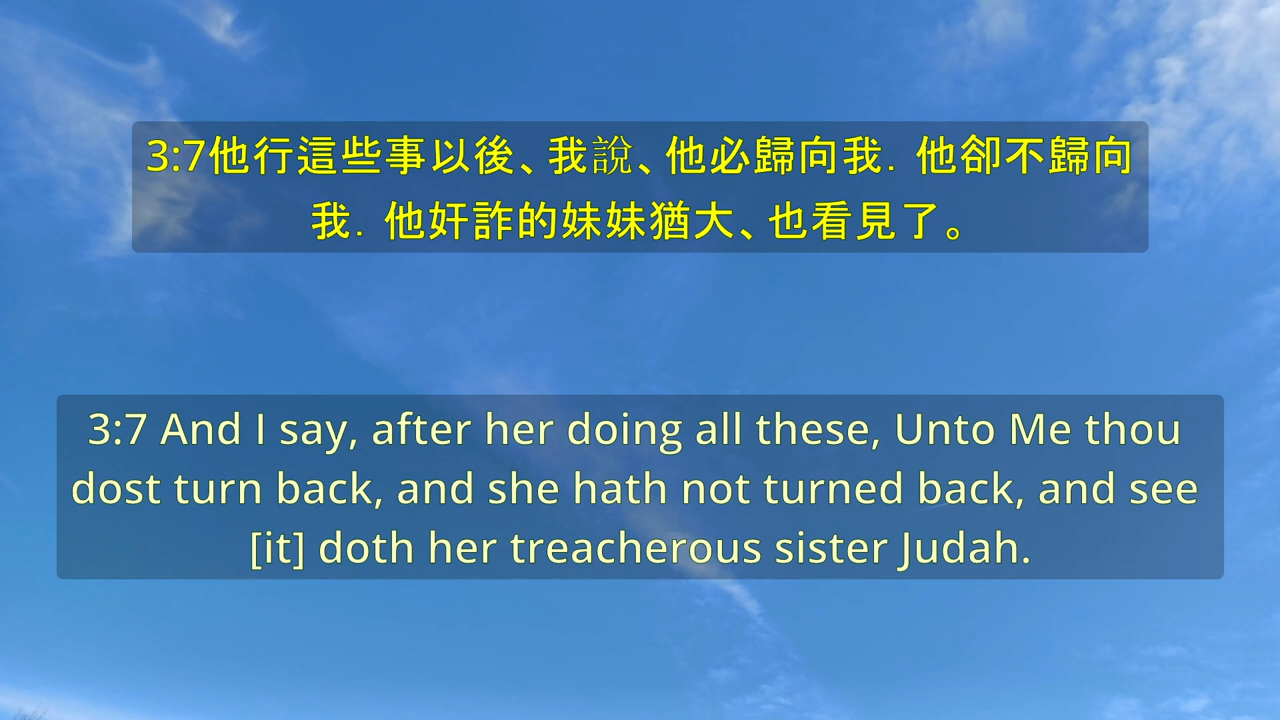 3:7他行這些事以後、我說、他必歸向我．他卻不歸向
我．他奸詐的妹妹猶大、也看見了。
3:7 And I say, after her doing all these, Unto Me thou
dost turn back, and she hath not turned back, and see
[it] doth her treacherous sister Judah.